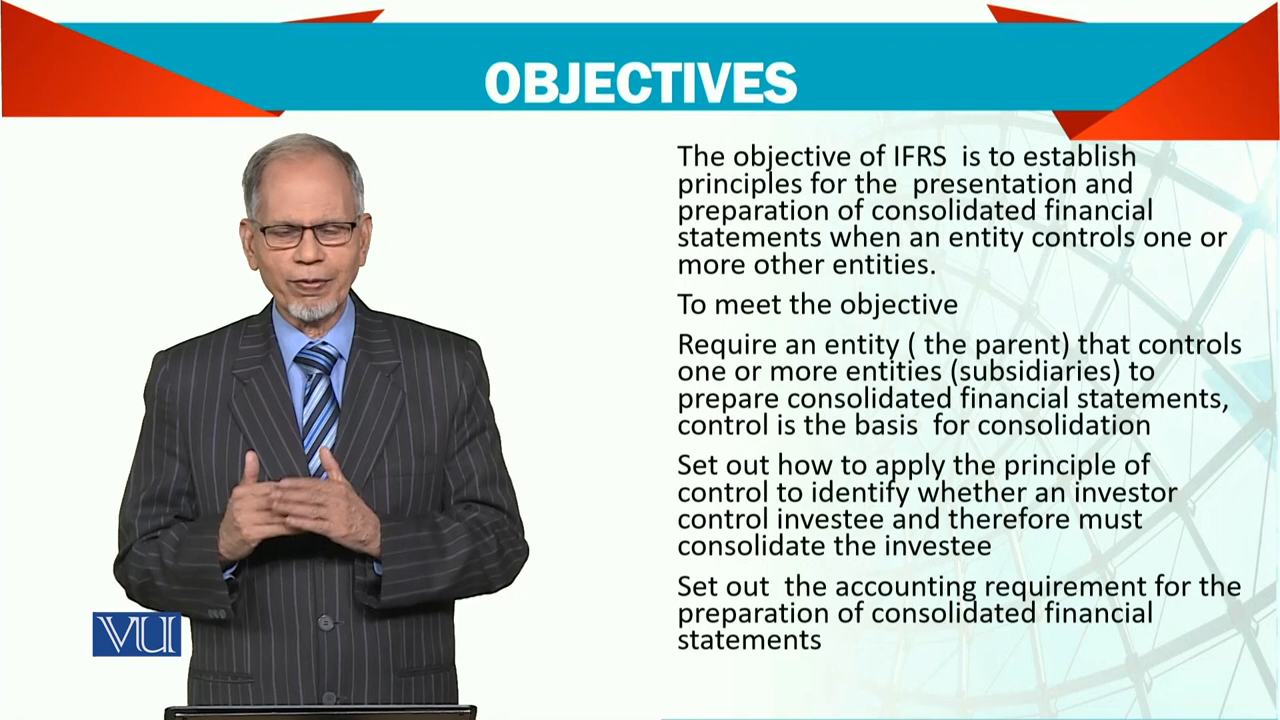 OBJECTIVES
The objective of IFRS is to establish
principles for the presentation and
preparation of consolidated financial
statements when an entity controls one or
more other entities.
To meet the objective
Require an entity ( the parent) that controls
one or more entities (subsidiaries) to
prepare consolidated financial statements,
control is the basis for consolidation
Set out how to apply the principle of
control to identify whether an investor
control investee and therefore must
consolidate the investee
Set out the accounting requirement for the
preparation of consolidated financial
statements
VU